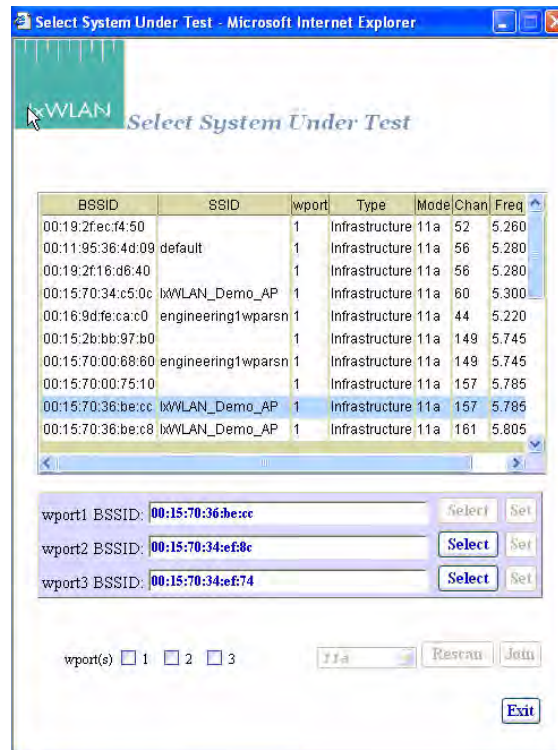 Select System Under Test - Microsoft Internet Explorer
IxWLAN
Select System Under Test
BSSID SSID wport Type Mode Chan Freq
00:19:2f:ec:f4:50 1 Infrastructure 11a 52 5.260
00:11:95:36:4d:09 default 1 Infrastructure 11a 56 5.280
00:19:2f:16:d6:40 1 Infrastructure 11a 56 5.280
00:15:70:34:c5:0c IxWLAN_Demo_AP 1 Infrastructure 11a 60 5.300
00:16:9d:fe:ca:c0 engineering1wparsn 1 Infrastructure 11a 44 5.220
00:15:2b:bb:97:b0 1 Infrastructure 11a 149 5.745
00:15:70:00:68:60 engineering1wparsn 1 Infrastructure 11a 149 5.745
00:15:70:00:75:10 1 Infrastructure 11a 157 5.785
00:15:70:36:be:cc IxWLAN_Demo_AP 1 Infrastructure 11a 157 5.785
00:15:70:36:be:c8 IxWLAN_Demo_AP 1 Infrastructure 11a 161 5.805
wport1 BSSID: 00:15:70:36:be:cc Select Set
wport2 BSSID: 00:15:70:34:ef:8c Select Set
wport3 BSSID: 00:15:70:34:ef:74 Select Set
wport(s) 1 2 3 11a Rescan Join
Exit